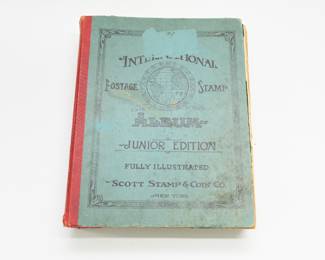 INTERNATIONAL
POSTAGE STAMP
ALBUM
JUNIOR EDITION
FULLY ILLUSTRATED
SCOTT STAMP & COIN CO.
NEW YORK